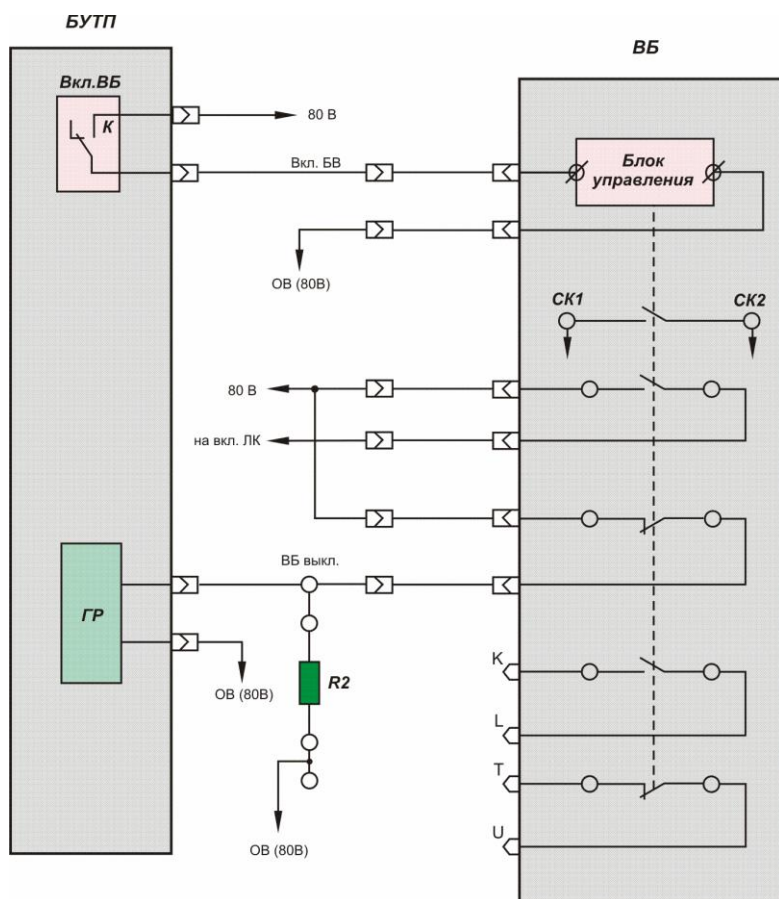 БУТП
ВБ
Вкл.ВБ
К
80 В
Вкл. БВ
Блок
управления
ОВ (80В)
СК1
СК2
80 В
на вкл. ЛК
ВБ выкл.
ГР
ОВ (80В)
R2
K
L
T
U
ОВ (80В)